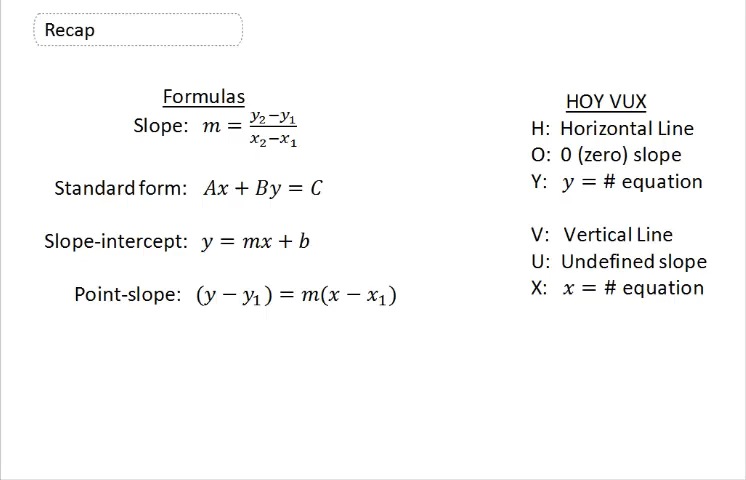 Recap
Formulas
Slope: m = y₂−y₁ / x₂−x₁
Standard form: Ax + By = C
Slope-intercept: y = mx + b
Point-slope: (y − y₁) = m(x − x₁)
HOY VUX
H: Horizontal Line
O: 0 (zero) slope
Y: y = # equation
V: Vertical Line
U: Undefined slope
X: x = # equation